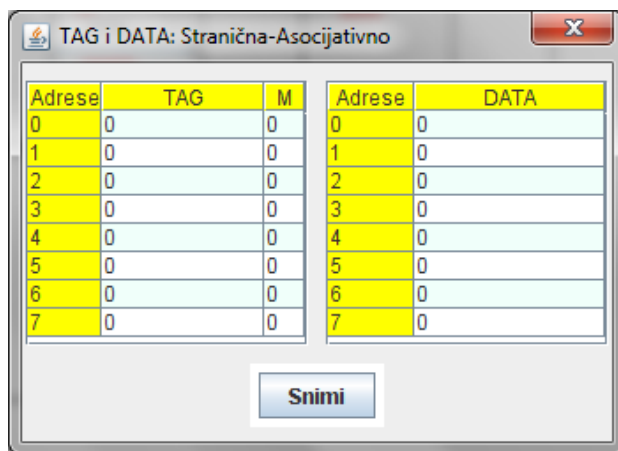 TAG i DATA: Stranična-Asocijativno
Adrese TAG M Adrese DATA
0 0 0 0 0
1 0 0 1 0
2 0 0 2 0
3 0 0 3 0
4 0 0 4 0
5 0 0 5 0
6 0 0 6 0
7 0 0 7 0
Snimi